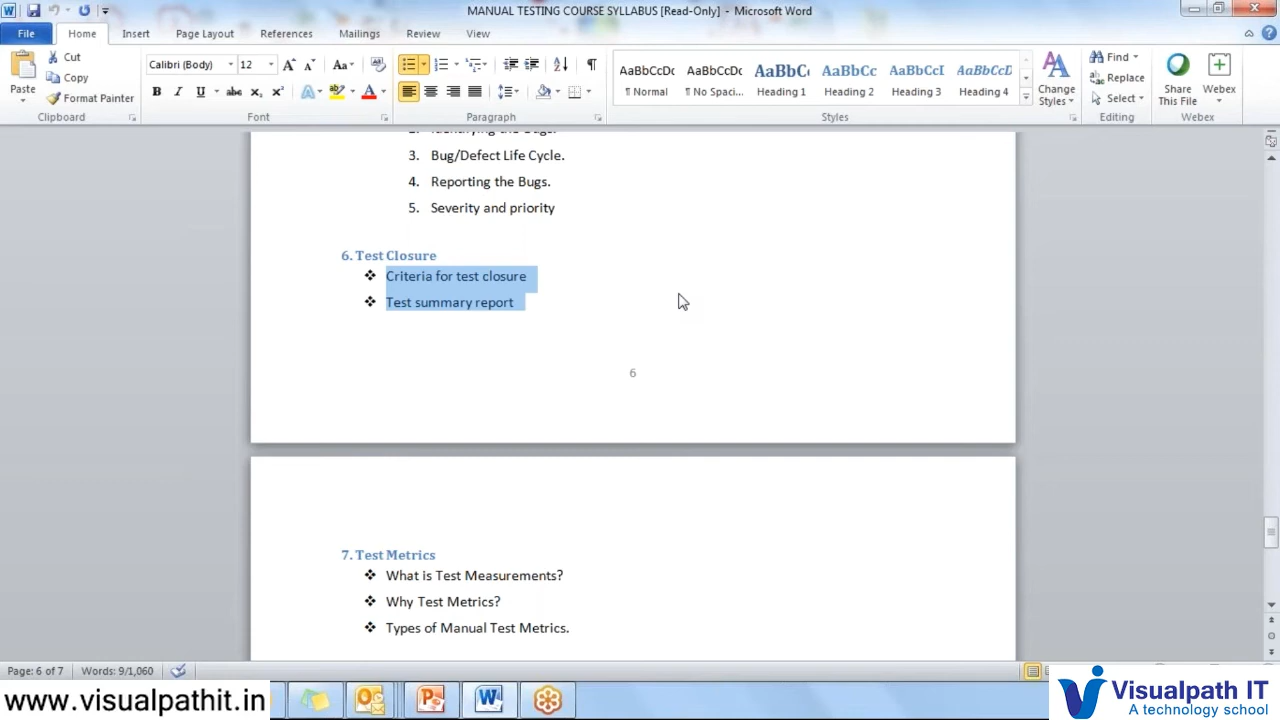 MANUAL TESTING COURSE SYLLABUS [Read-Only] - Microsoft Word
File Home Insert Page Layout References Mailings Review View
Cut
Copy
Format Painter
Paste
Clipboard
Calibri (Body) 12
Font
Paragraph
AaBbCcDc AaBbCcDc AaBbC AaBbCc AaBbCcI AaBbCcD
¶ Normal ¶ No Spaci... Heading 1 Heading 2 Heading 3 Heading 4
Change Styles
Styles
Find
Replace
Select
Editing
Share This File
Webex
Webex
2. Identifying the Bugs.
3. Bug/Defect Life Cycle.
4. Reporting the Bugs.
5. Severity and priority
6. Test Closure
❖ Criteria for test closure
❖ Test summary report
6
7. Test Metrics
❖ What is Test Measurements?
❖ Why Test Metrics?
❖ Types of Manual Test Metrics.
Page: 6 of 7 Words: 9/1,060
www.visualpathit.in
Visualpath IT
A technology school